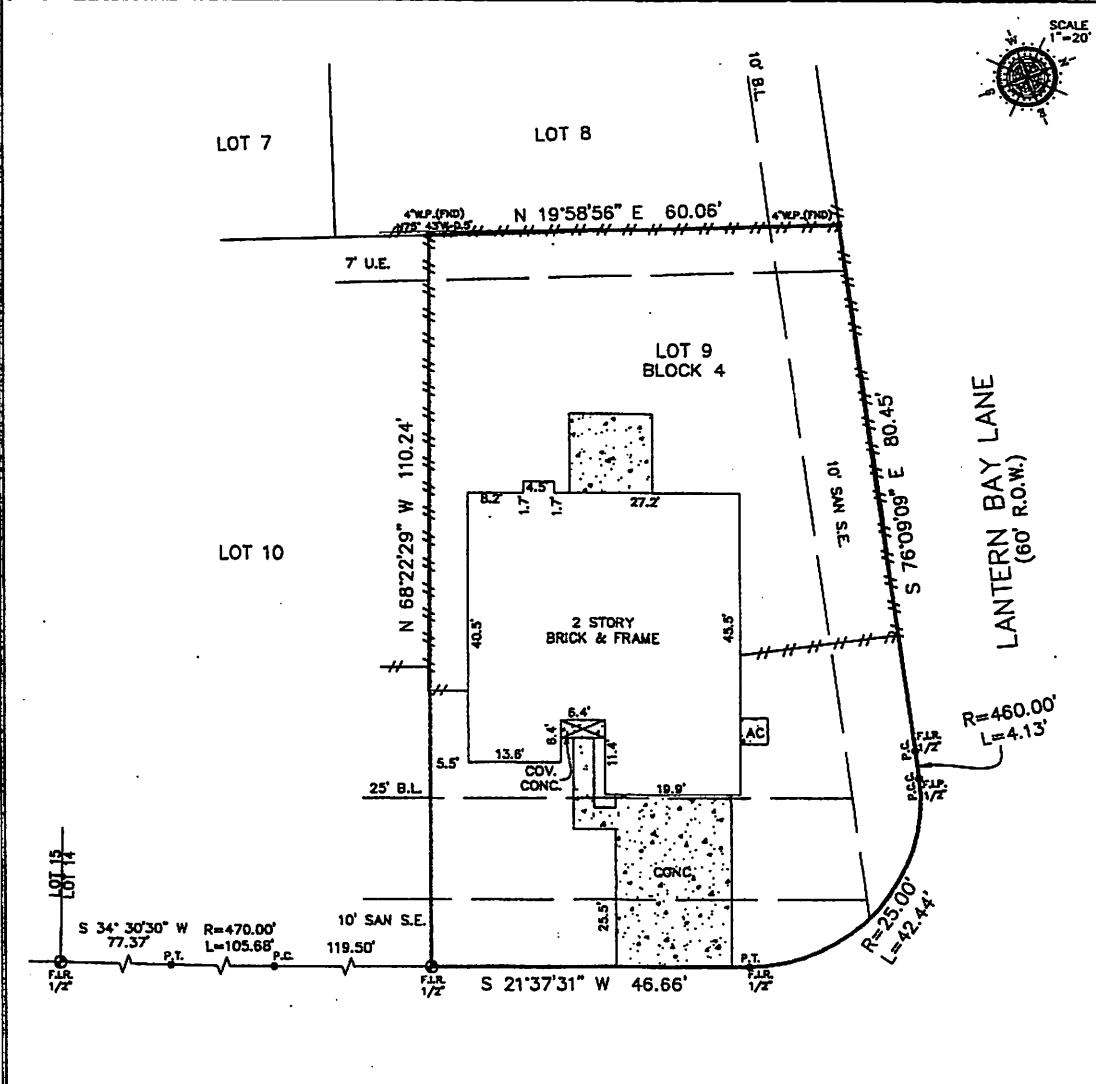 SCALE
1"=20'
W
N
S
E
10' B.L.
LOT 7
LOT 8
4"W.P.(FND)
N 19°58'56" E 60.06'
4"W.P.(FND)
7' U.E.
LOT 9
BLOCK 4
N 68°22'29" W 110.24'
S 76°09'09" E 80.45'
LANTERN BAY LANE
(60' R.O.W.)
10' SAN S.E.
4.5'
8.2'
1.7'
1.7'
27.2'
LOT 10
40.5'
2 STORY
BRICK & FRAME
45.5'
6.4'
6.4'
11.4'
AC
R=460.00'
L=4.13'
P.C.
F.I.R.
1/2"
5.5'
13.6'
COV.
CONC.
P.C.C.
F.I.R.
1/2"
25' B.L.
19.9'
LOT 15
LOT 14
CONC.
25.5'
R=25.00'
L=42.44'
10' SAN S.E.
S 34° 30'30" W
77.37'
R=470.00'
L=105.68'
119.50'
P.T.
P.C.
P.T.
F.I.R.
1/2"
F.I.R.
1/2"
F.I.R.
1/2"
S 21°37'31" W 46.66'